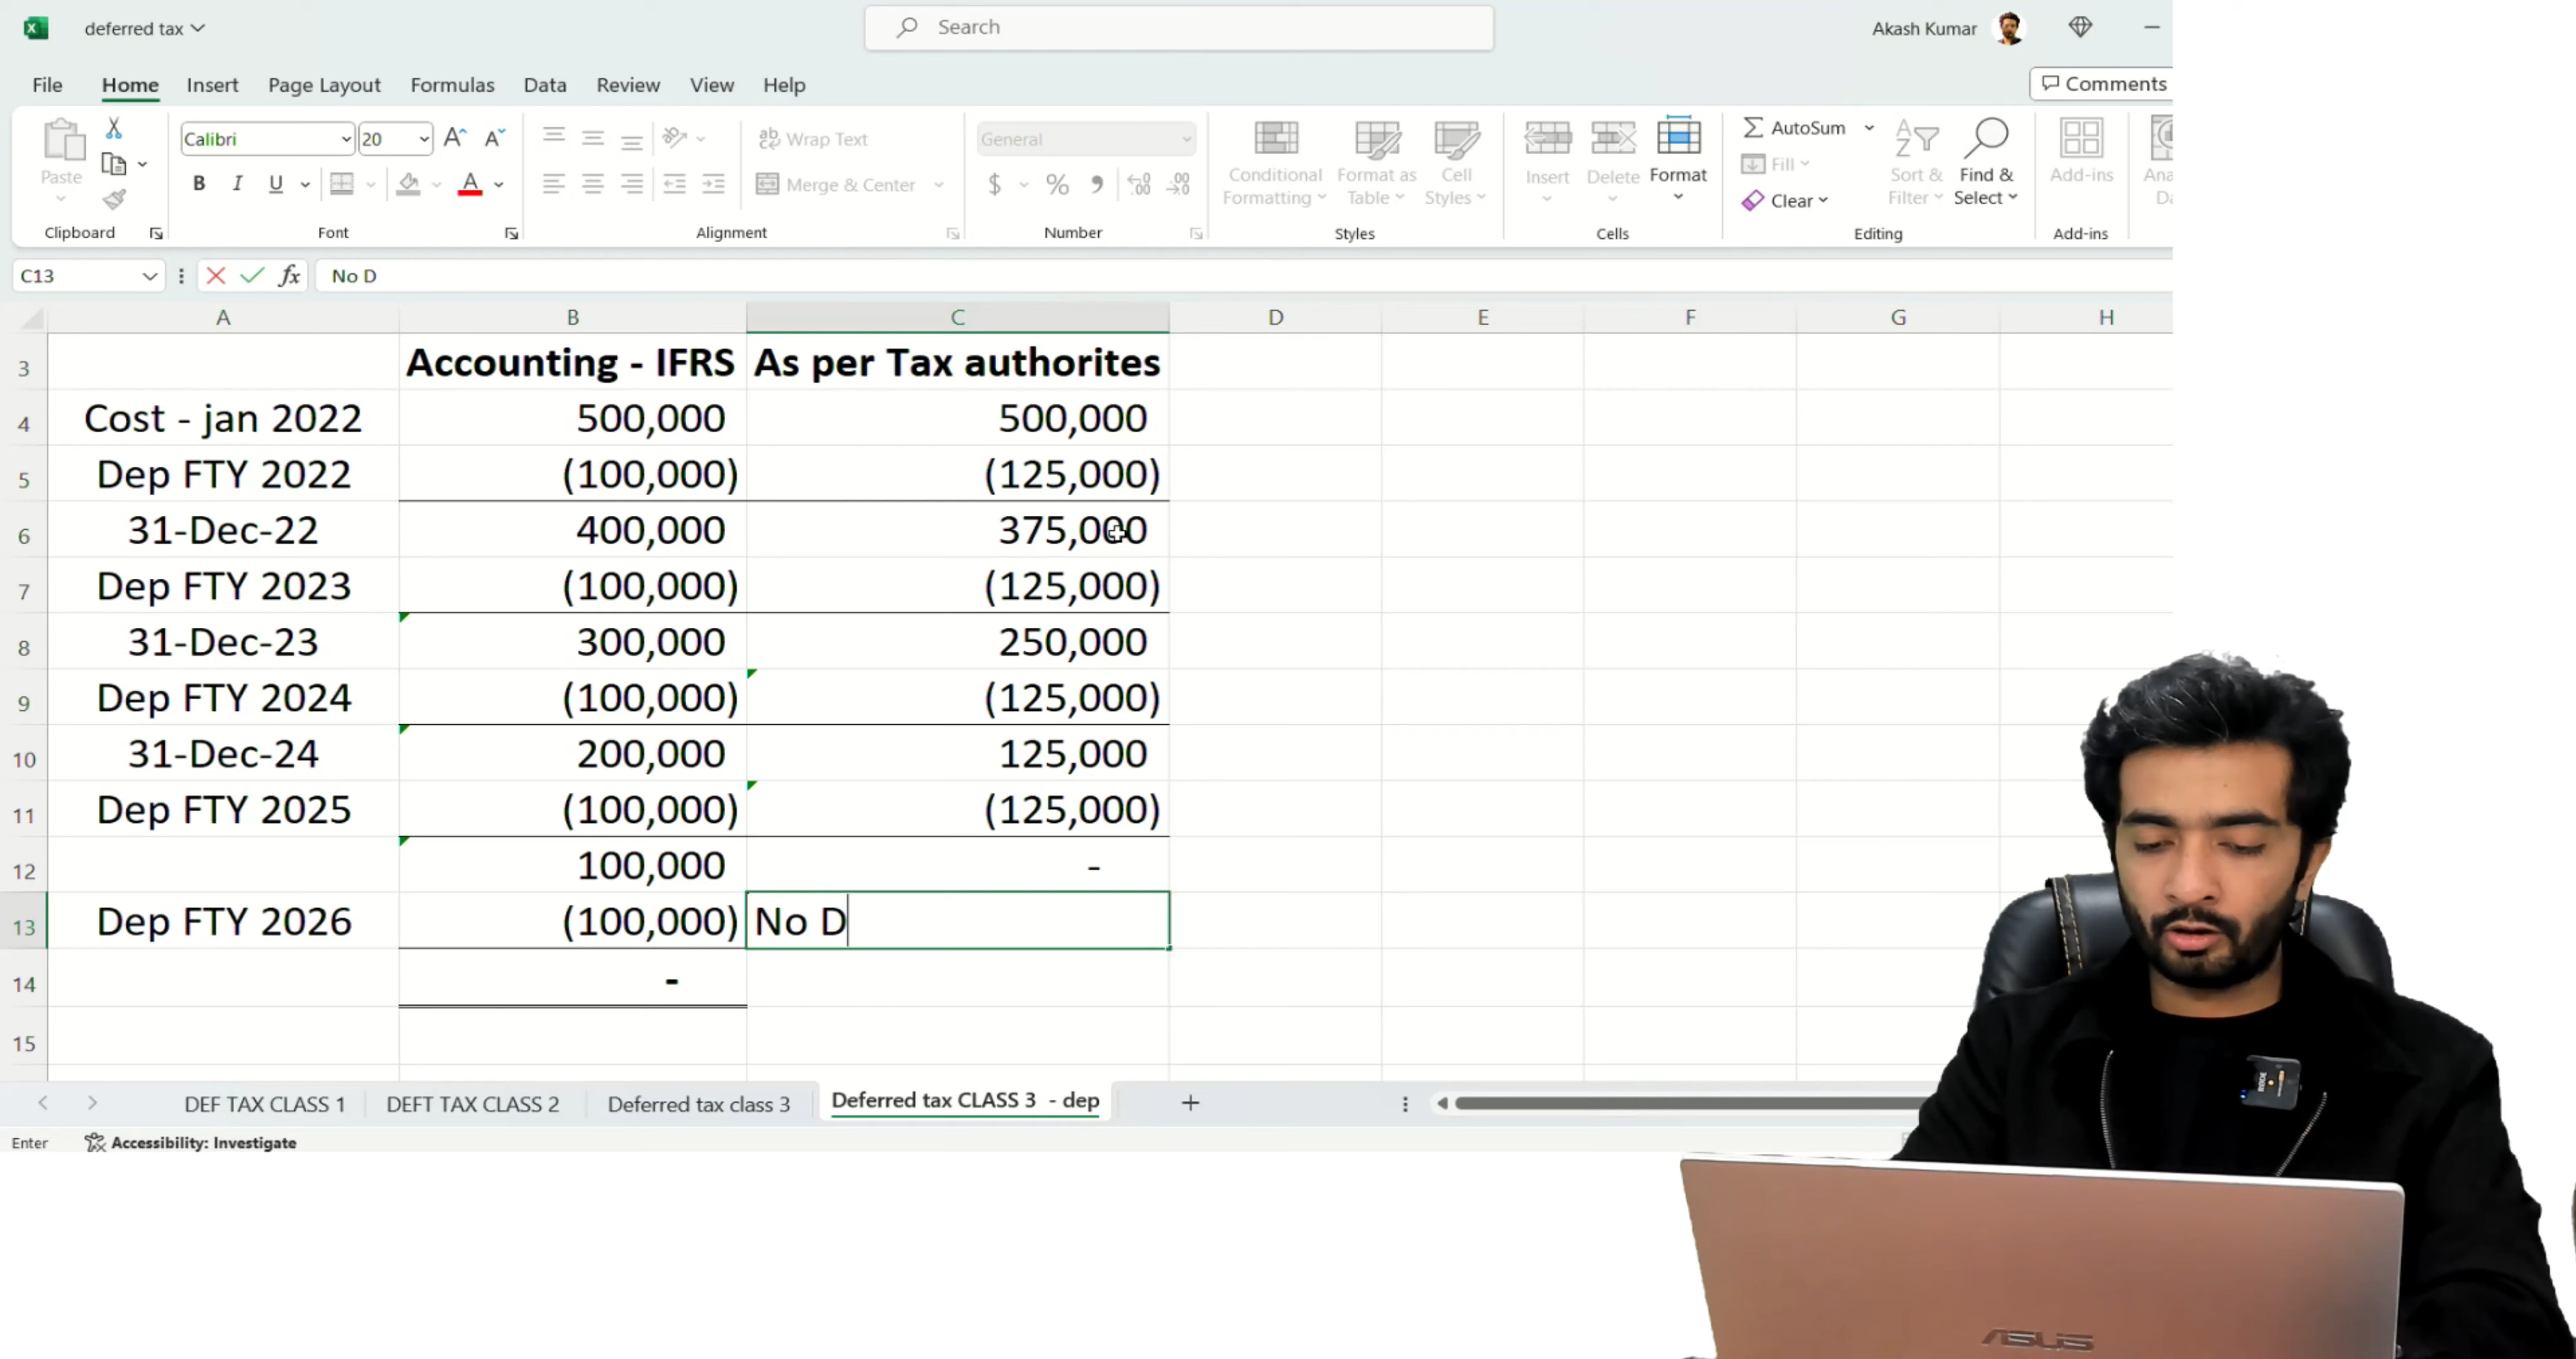 deferred tax
Search
Akash Kumar
File Home Insert Page Layout Formulas Data Review View Help
Comments
Calibri 20
Wrap Text
General
AutoSum
Paste
Merge & Center
Conditional Formatting
Format as Table
Cell Styles
Insert
Delete
Format
Fill
Clear
Sort & Filter
Find & Select
Add-ins
Clipboard Font Alignment Number Styles Cells Editing Add-ins
C13 fx No D
A B C D E F G H
3 Accounting - IFRS As per Tax authorites
4 Cost - jan 2022 500,000 500,000
5 Dep FTY 2022 (100,000) (125,000)
6 31-Dec-22 400,000 375,000
7 Dep FTY 2023 (100,000) (125,000)
8 31-Dec-23 300,000 250,000
9 Dep FTY 2024 (100,000) (125,000)
10 31-Dec-24 200,000 125,000
11 Dep FTY 2025 (100,000) (125,000)
12 100,000 -
13 Dep FTY 2026 (100,000) No D
14 -
15
DEF TAX CLASS 1 DEFT TAX CLASS 2 Deferred tax class 3 Deferred tax CLASS 3 - dep
Enter Accessibility: Investigate
RODE
ASUS